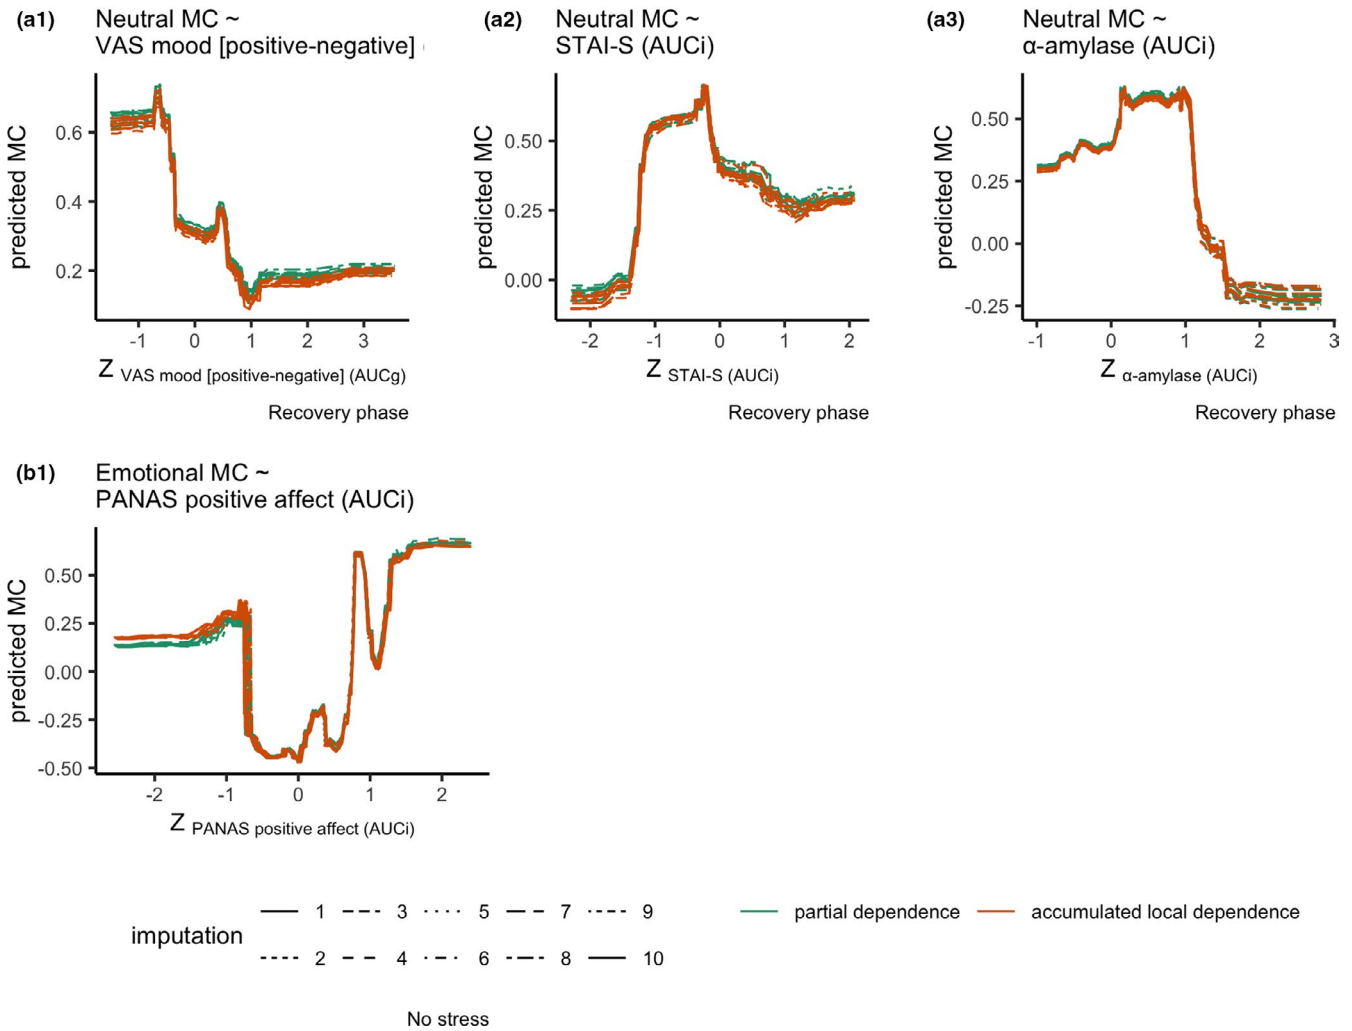 (a1)
Neutral MC ~
VAS mood [positive-negative] (
predicted MC
0.6
0.4
0.2
-1 0 1 2 3
Z VAS mood [positive-negative] (AUCg)
Recovery phase
(a2)
Neutral MC ~
STAI-S (AUCi)
predicted MC
0.50
0.25
0.00
-2 -1 0 1 2
Z STAI-S (AUCi)
Recovery phase
(a3)
Neutral MC ~
α-amylase (AUCi)
predicted MC
0.50
0.25
0.00
-0.25
-1 0 1 2 3
Z α-amylase (AUCi)
Recovery phase
(b1)
Emotional MC ~
PANAS positive affect (AUCi)
predicted MC
0.50
0.25
0.00
-0.25
-0.50
-2 -1 0 1 2
Z PANAS positive affect (AUCi)
imputation
1 3 5 7 9
2 4 6 8 10
partial dependence accumulated local dependence
No stress